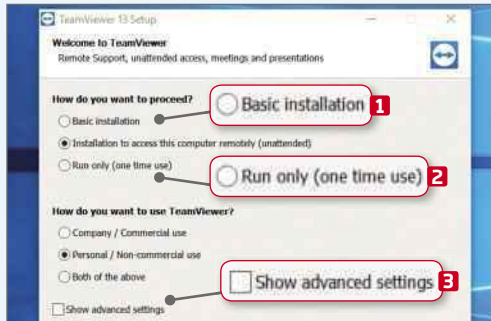 TeamViewer 13 Setup
Welcome to TeamViewer
Remote Support, unattended access, meetings and presentations
How do you want to proceed?
Basic installation
Basic installation 1
Installation to access this computer remotely (unattended)
Run only (one time use)
Run only (one time use) 2
How do you want to use TeamViewer?
Company / Commercial use
Personal / Non-commercial use
Both of the above
Show advanced settings 3
Show advanced settings